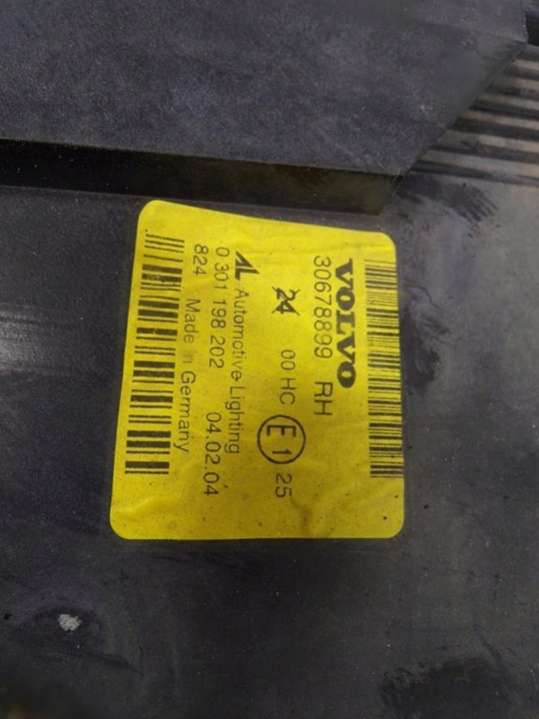 VOLVO
30678899 RH
24 00 HC E1 25
AL Automotive Lighting
0 301 198 202 04.02.04
824 Made in Germany